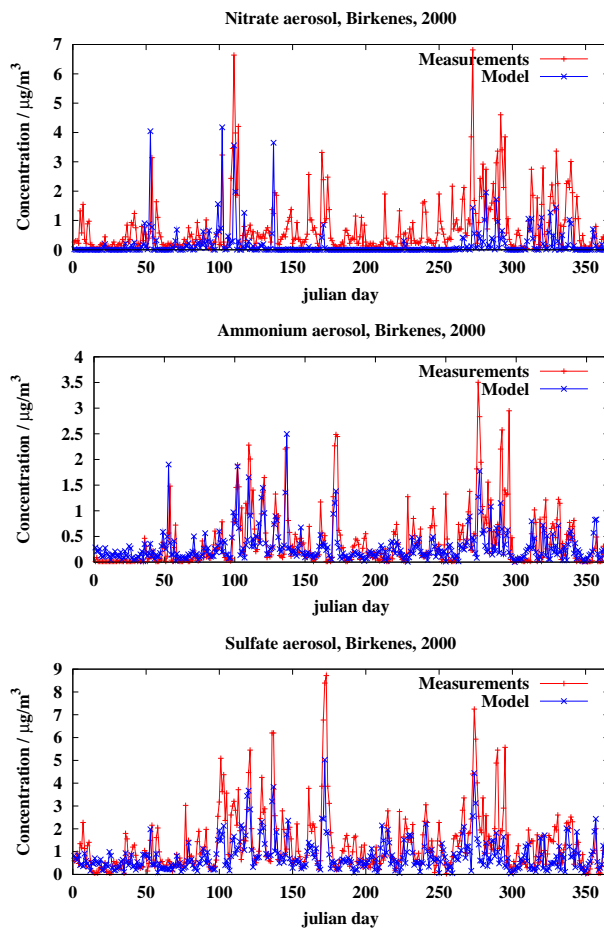 Nitrate aerosol, Birkenes, 2000
Concentration / µg/m³
7
6
5
4
3
2
1
0
Measurements
Model
0 50 100 150 200 250 300 350
julian day
Ammonium aerosol, Birkenes, 2000
Concentration / µg/m³
4
3.5
3
2.5
2
1.5
1
0.5
0
Measurements
Model
0 50 100 150 200 250 300 350
julian day
Sulfate aerosol, Birkenes, 2000
Concentration / µg/m³
9
8
7
6
5
4
3
2
1
0
Measurements
Model
0 50 100 150 200 250 300 350
julian day